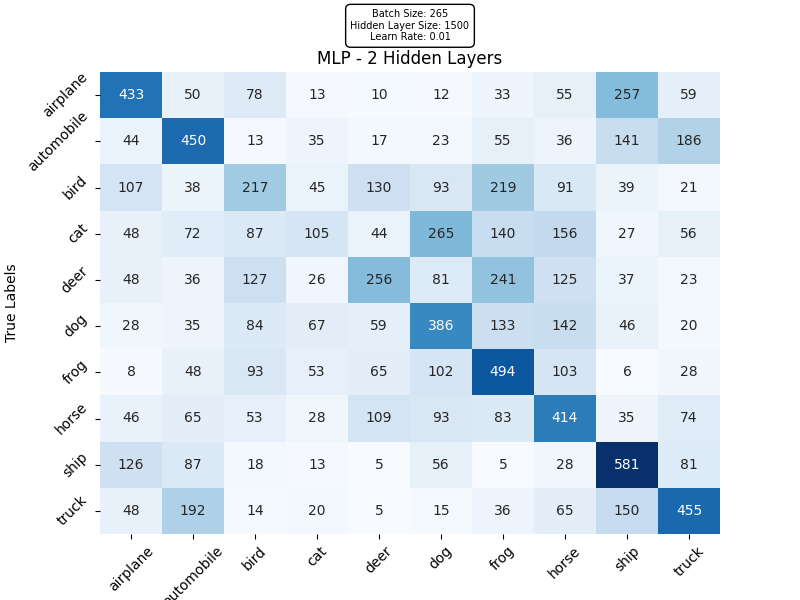 Batch Size: 265
Hidden Layer Size: 1500
Learn Rate: 0.01
MLP - 2 Hidden Layers
True Labels
airplane 433 50 78 13 10 12 33 55 257 59
automobile 44 450 13 35 17 23 55 36 141 186
bird 107 38 217 45 130 93 219 91 39 21
cat 48 72 87 105 44 265 140 156 27 56
deer 48 36 127 26 256 81 241 125 37 23
dog 28 35 84 67 59 386 133 142 46 20
frog 8 48 93 53 65 102 494 103 6 28
horse 46 65 53 28 109 93 83 414 35 74
ship 126 87 18 13 5 56 5 28 581 81
truck 48 192 14 20 5 15 36 65 150 455
airplane automobile bird cat deer dog frog horse ship truck